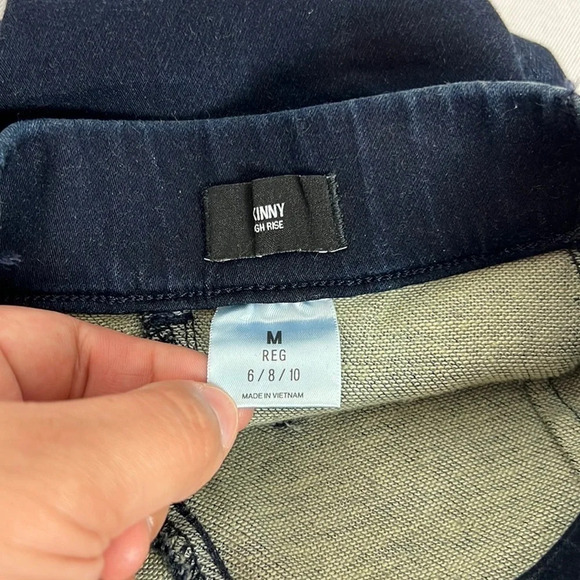 KINNY
GH RISE
M
REG
6/8/10
MADE IN VIETNAM